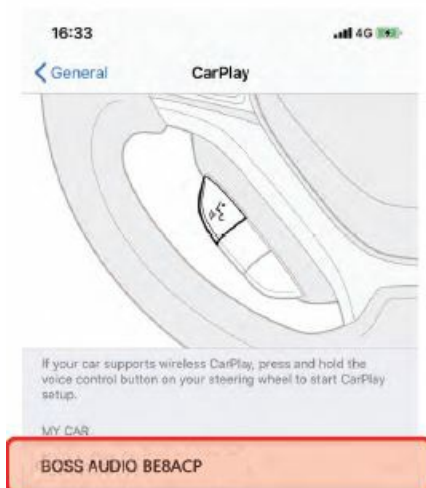 16:33
4G
General
CarPlay
If your car supports wireless CarPlay, press and hold the
voice control button on your steering wheel to start CarPlay
setup.
MY CAR
BOSS AUDIO BE8ACP